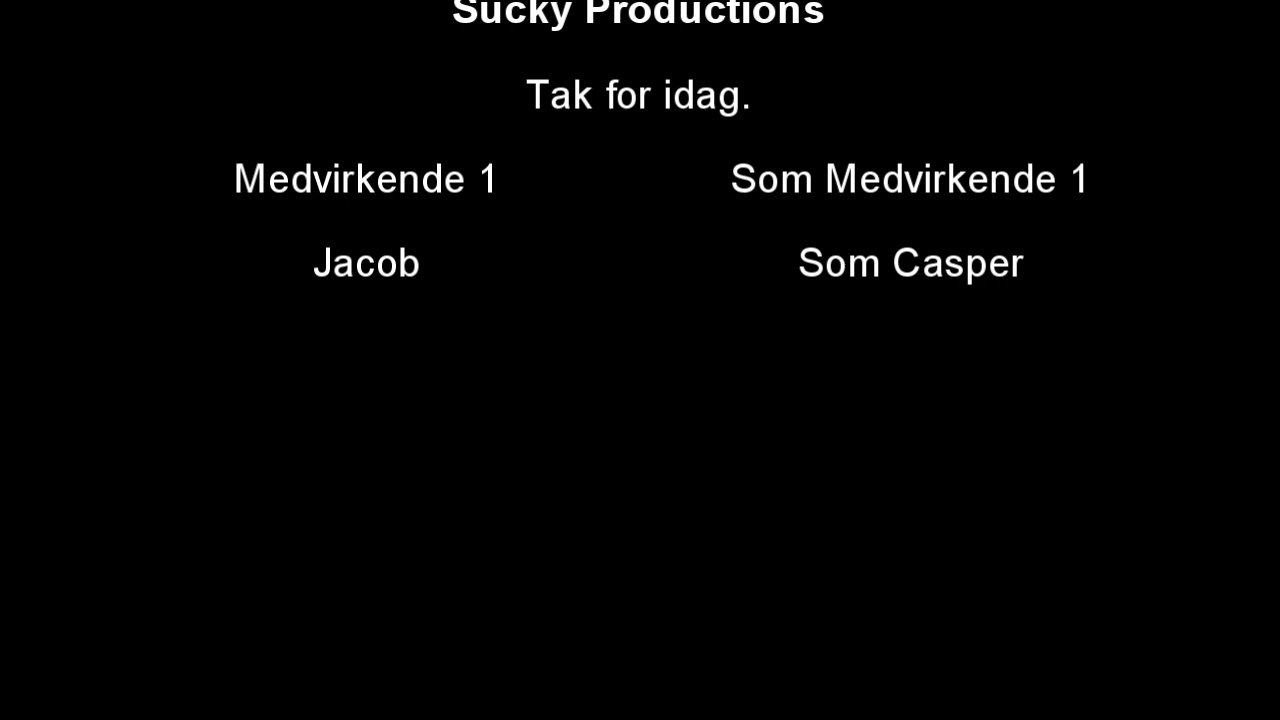 Sucky Productions
Tak for idag.
Medvirkende 1 Som Medvirkende 1
Jacob Som Casper